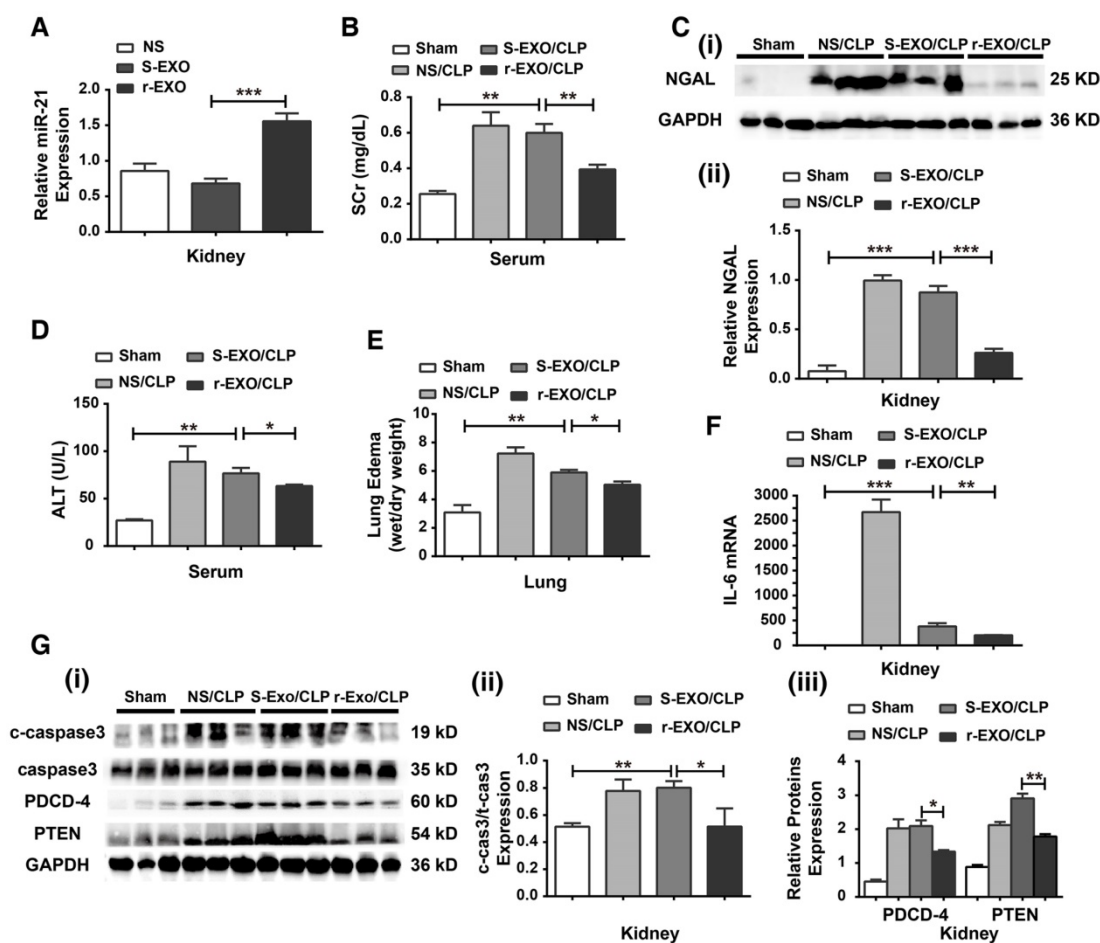 A
NS
S-EXO
r-EXO
Relative miR-21
Expression
2.0
1.5
1.0
0.5
0.0
***
Kidney
B
Sham
S-EXO/CLP
NS/CLP
r-EXO/CLP
SCr (mg/dL)
0.8
0.6
0.4
0.2
0.0
**
**
Serum
C
(i)
Sham
NS/CLP
S-EXO/CLP
r-EXO/CLP
NGAL
25 KD
GAPDH
36 KD
(ii)
Sham
S-EXO/CLP
NS/CLP
r-EXO/CLP
Relative NGAL
Expression
1.5
1.0
0.5
0.0
***
***
Kidney
D
Sham
S-EXO/CLP
NS/CLP
r-EXO/CLP
ALT (U/L)
150
100
50
0
**
*
Serum
E
Sham
S-EXO/CLP
NS/CLP
r-EXO/CLP
Lung Edema
(wet/dry weight)
10
8
6
4
2
0
**
*
Lung
F
Sham
S-EXO/CLP
NS/CLP
r-EXO/CLP
IL-6 mRNA
3000
2500
2000
1500
1000
500
0
***
**
Kidney
G
(i)
Sham
NS/CLP
S-Exo/CLP
r-Exo/CLP
c-caspase3
19 kD
caspase3
35 kD
PDCD-4
60 kD
PTEN
54 kD
GAPDH
36 kD
(ii)
Sham
S-EXO/CLP
NS/CLP
r-EXO/CLP
c-cas3/t-cas3
Expression
1.0
0.8
0.6
0.4
0.2
0.0
**
*
Kidney
(iii)
Sham
S-EXO/CLP
NS/CLP
r-EXO/CLP
Relative Proteins
Expression
4
3
2
1
0
*
**
PDCD-4
PTEN
Kidney